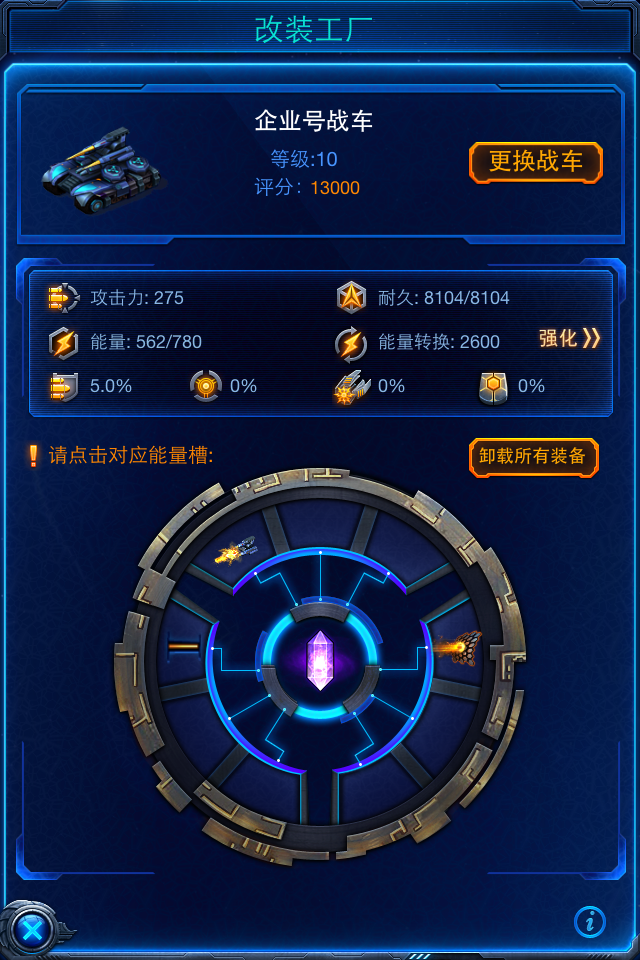 改装工厂
企业号战车
等级:10
评分: 13000
更换战车
攻击力: 275
耐久: 8104/8104
能量: 562/780
能量转换: 2600
强化
5.0%
0%
0%
0%
请点击对应能量槽:
卸载所有装备